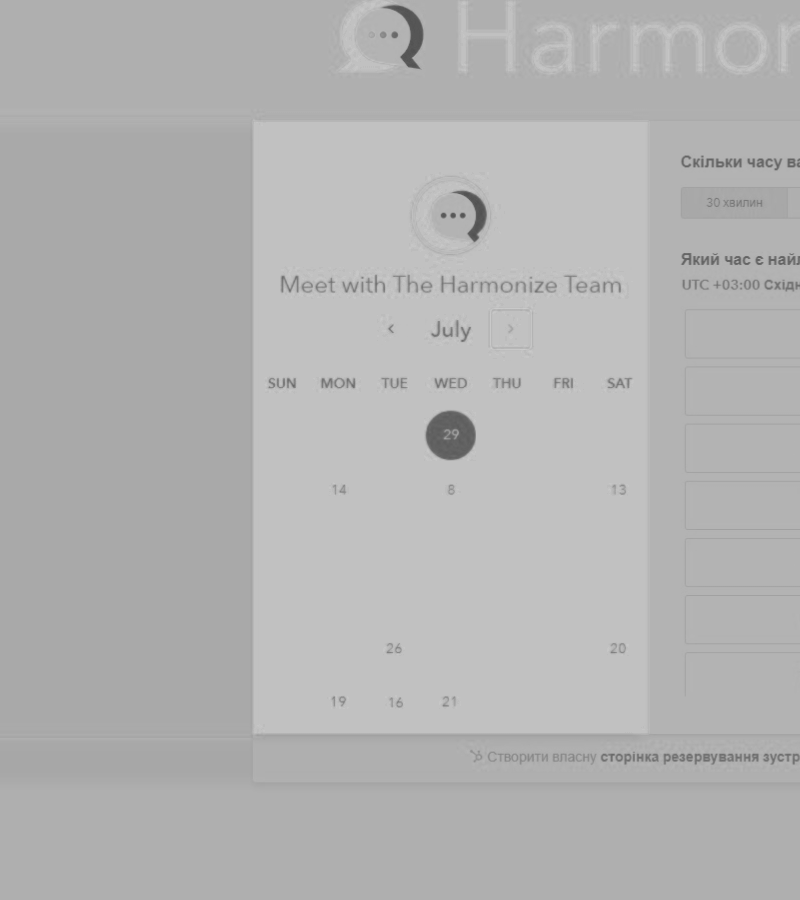 Harmon
Скільки часу ва
30 хвилин
Який час є найл
UTC +03:00 Східн
Meet with The Harmonize Team
July
SUN MON TUE WED THU FRI SAT
29
14 8 13
26 20
19 16 21
Створити власну сторінка резервування зустр